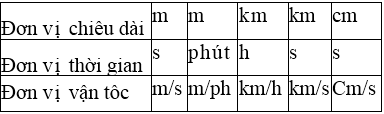 Đơn vị chiêu dài m m km km cm
Đơn vị thời gian s phút h s s
Đơn vị vận tôc m/s m/ph km/h km/s Cm/s